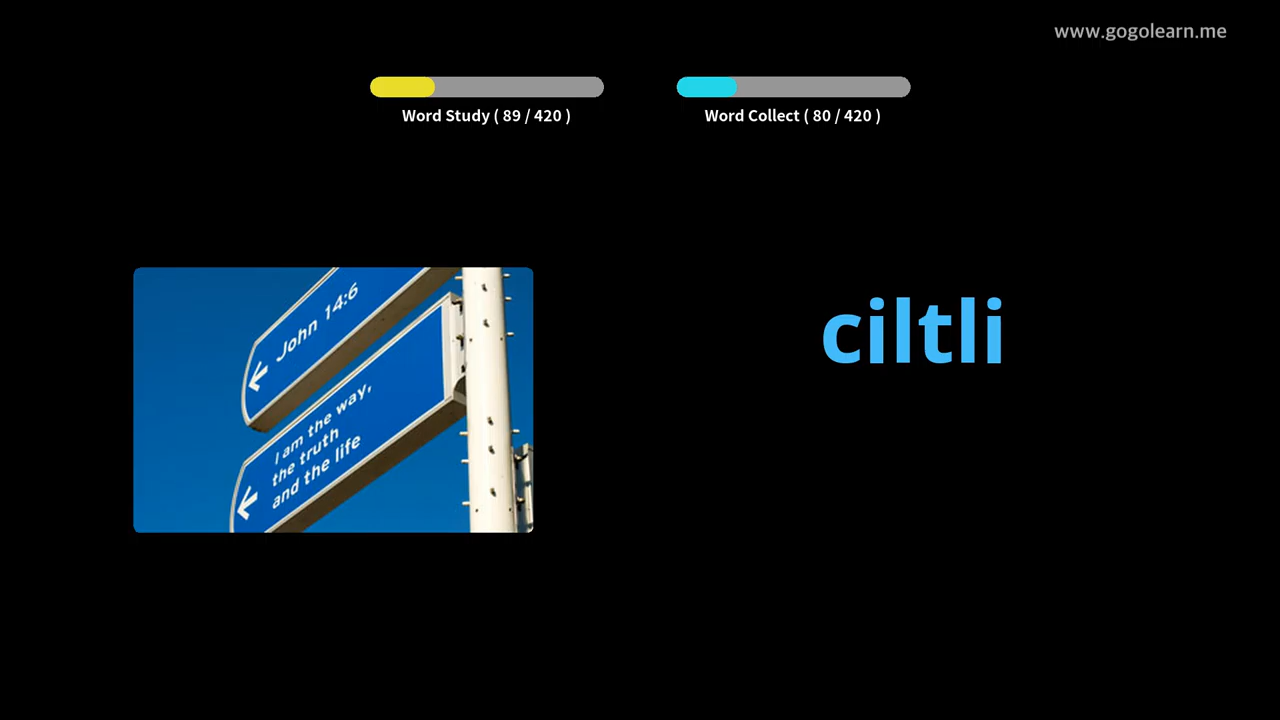 www.gogolearn.me
Word Study ( 89 / 420 )
Word Collect ( 80 / 420 )
John 14:6
I am the way,
the truth
and the life
ciltli